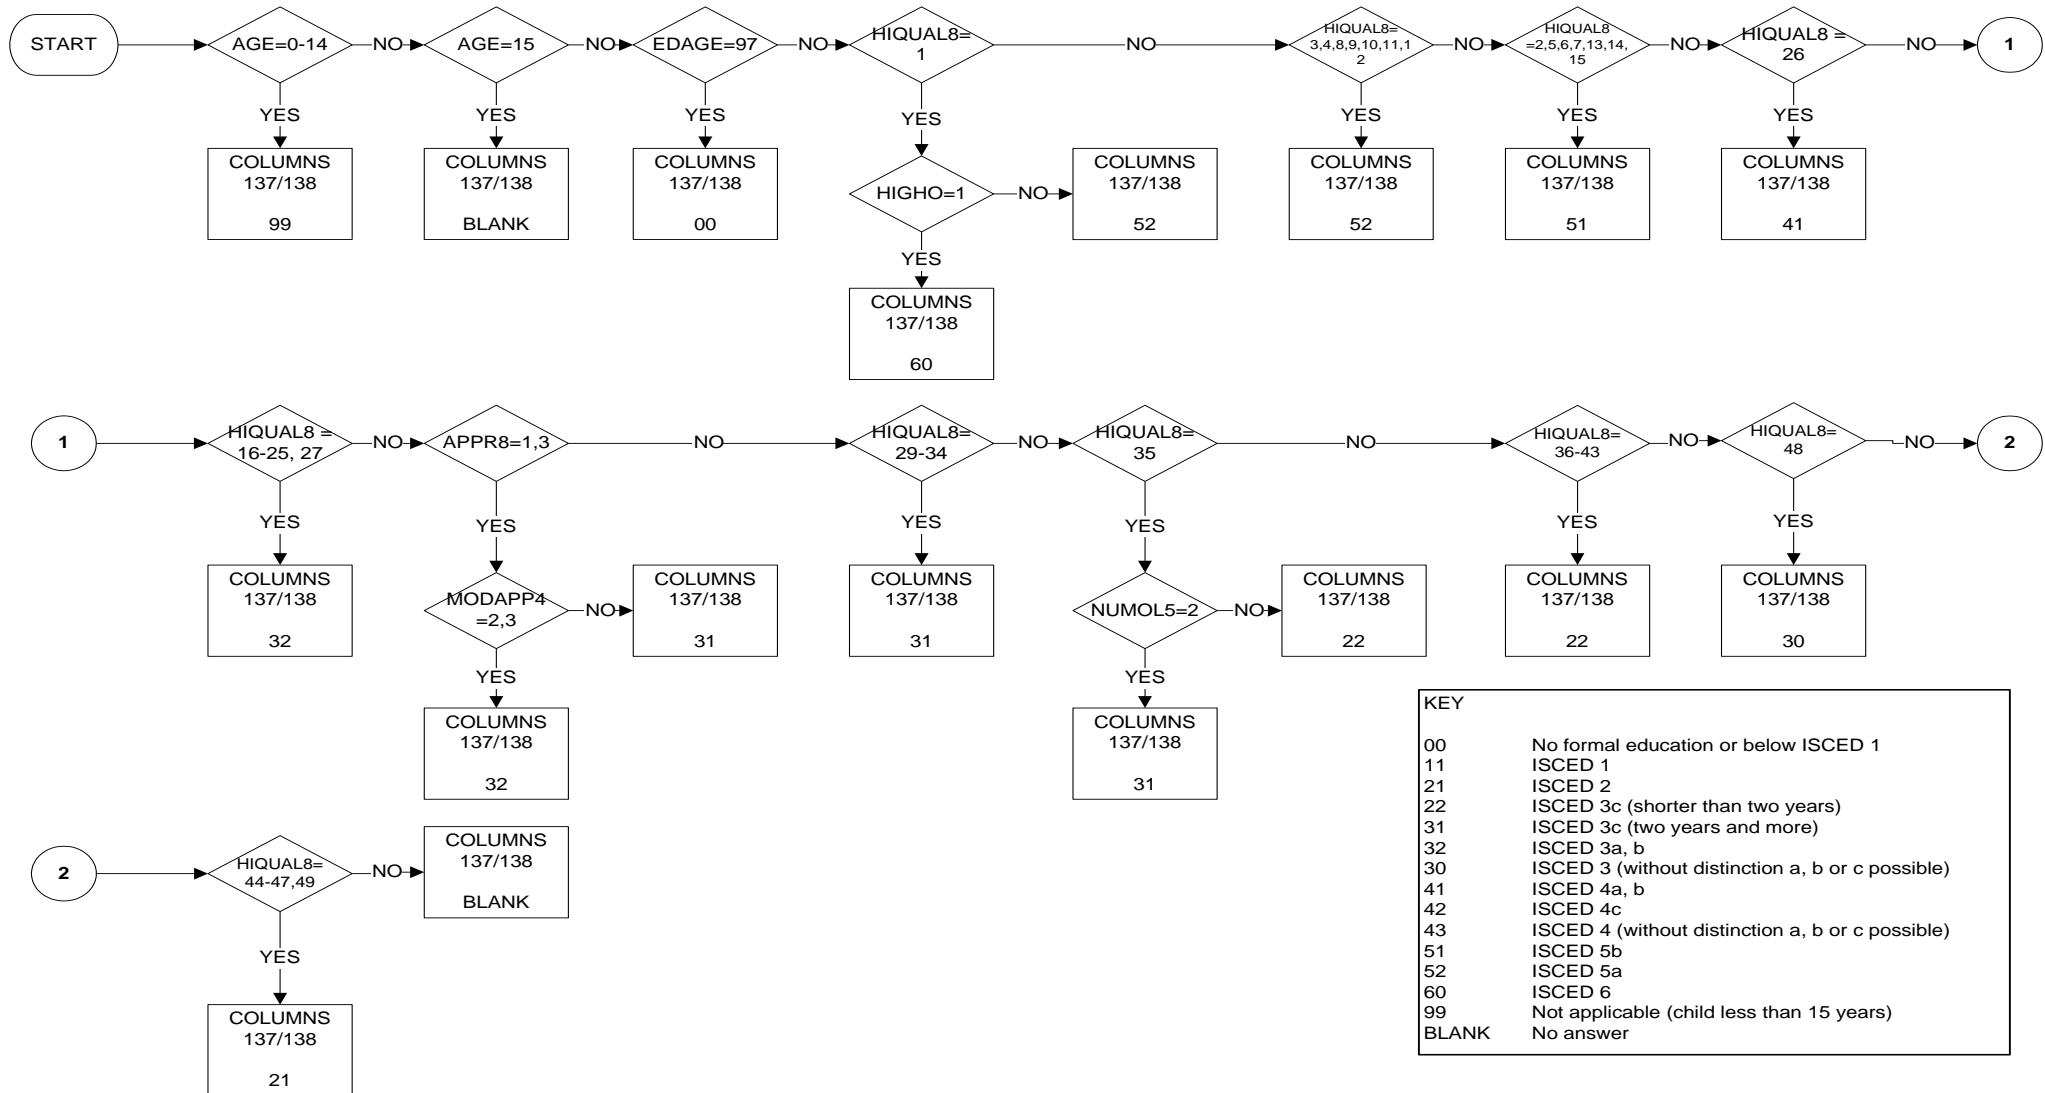 START
AGE=0-14
NO
AGE=15
NO
EDAGE=97
NO
HIQUAL8=
1
NO
HIQUAL8=
3,4,8,9,10,11,1
2
NO
HIQUAL8
=2,5,6,7,13,14,
15
NO
HIQUAL8 =
26
NO
1
YES
YES
YES
YES
YES
YES
YES
COLUMNS
137/138
99
COLUMNS
137/138
BLANK
COLUMNS
137/138
00
HIGHO=1
NO
COLUMNS
137/138
52
COLUMNS
137/138
52
COLUMNS
137/138
51
COLUMNS
137/138
41
YES
COLUMNS
137/138
60
1
HIQUAL8 =
16-25, 27
NO
APPR8=1,3
NO
HIQUAL8=
29-34
NO
HIQUAL8=
35
NO
HIQUAL8=
36-43
NO
HIQUAL8=
48
NO
2
YES
YES
YES
YES
YES
YES
COLUMNS
137/138
32
MODAPP4
=2,3
NO
COLUMNS
137/138
31
COLUMNS
137/138
31
NUMOL5=2
NO
COLUMNS
137/138
22
COLUMNS
137/138
22
COLUMNS
137/138
30
YES
COLUMNS
137/138
32
YES
COLUMNS
137/138
31
2
HIQUAL8=
44-47,49
NO
COLUMNS
137/138
BLANK
YES
COLUMNS
137/138
21
KEY
00 No formal education or below ISCED 1
11 ISCED 1
21 ISCED 2
22 ISCED 3c (shorter than two years)
31 ISCED 3c (two years and more)
32 ISCED 3a, b
30 ISCED 3 (without distinction a, b or c possible)
41 ISCED 4a, b
42 ISCED 4c
43 ISCED 4 (without distinction a, b or c possible)
51 ISCED 5b
52 ISCED 5a
60 ISCED 6
99 Not applicable (child less than 15 years)
BLANK No answer